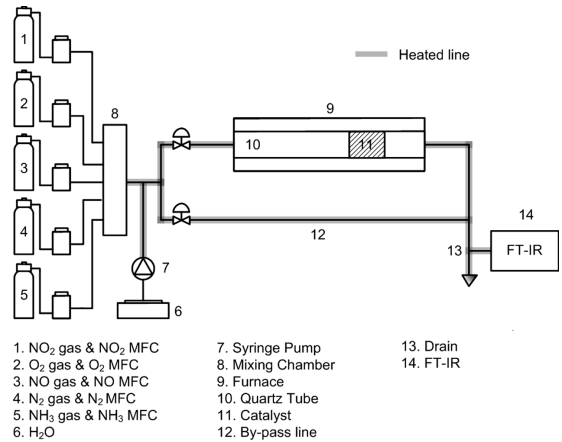 1
2
3
4
5
8
Heated line
9
10
11
12
7
6
13
14
FT-IR
1. NO₂ gas & NO₂ MFC
2. O₂ gas & O₂ MFC
3. NO gas & NO MFC
4. N₂ gas & N₂ MFC
5. NH₃ gas & NH₃ MFC
6. H₂O
7. Syringe Pump
8. Mixing Chamber
9. Furnace
10. Quartz Tube
11. Catalyst
12. By-pass line
13. Drain
14. FT-IR